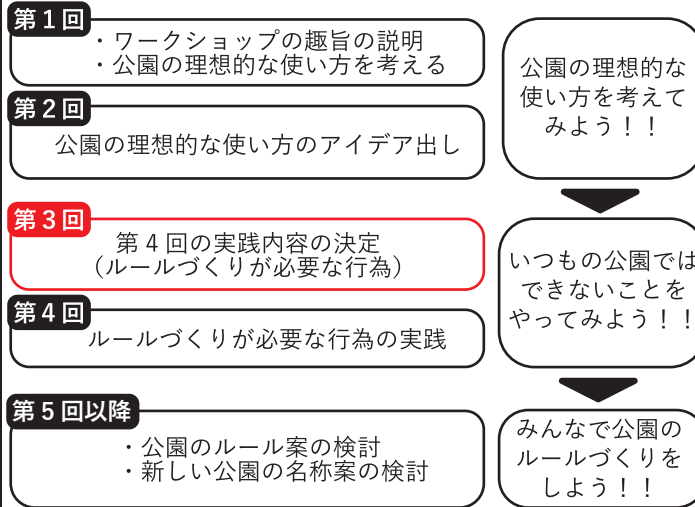 第1回
・ワークショップの趣旨の説明
・公園の理想的な使い方を考える
第2回
公園の理想的な使い方のアイデア出し
公園の理想的な
使い方を考えて
みよう！！
第3回
第4回の実践内容の決定
（ルールづくりが必要な行為）
第4回
ルールづくりが必要な行為の実践
いつもの公園では
できないことを
やってみよう！！
第5回以降
・公園のルール案の検討
・新しい公園の名称案の検討
みんなで公園の
ルールづくりを
しよう！！